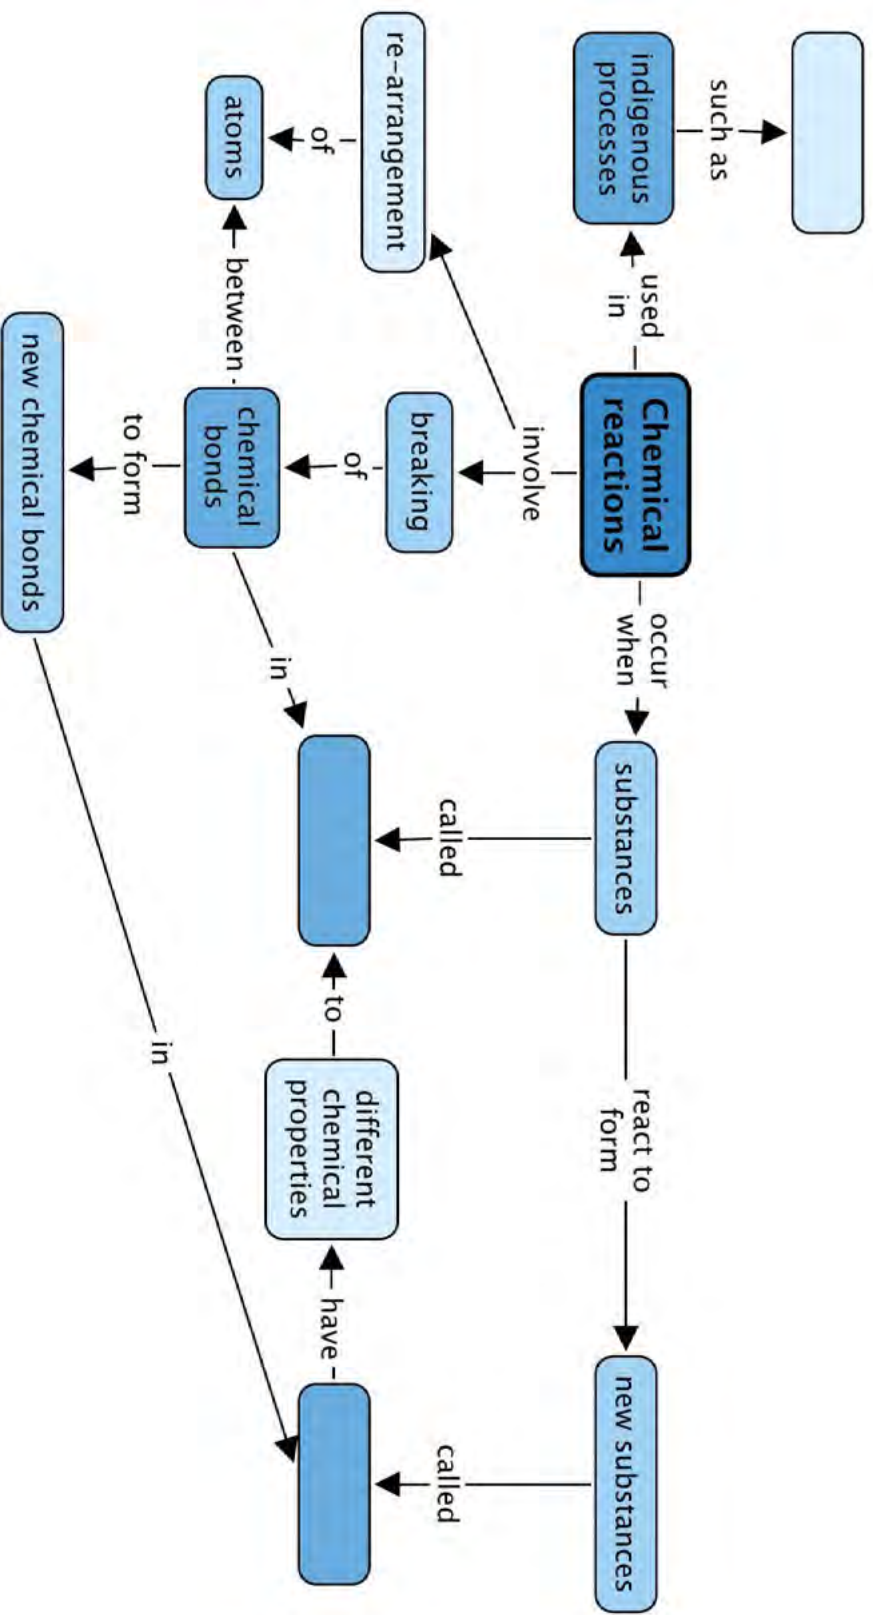 such as
indigenous
processes
used
in
Chemical
reactions
occur
when
substances
react to
form
new substances
involve
re-arrangement
of
atoms
breaking
of
chemical
bonds
between
to form
new chemical bonds
in
called
to
different
chemical
properties
have
called
in